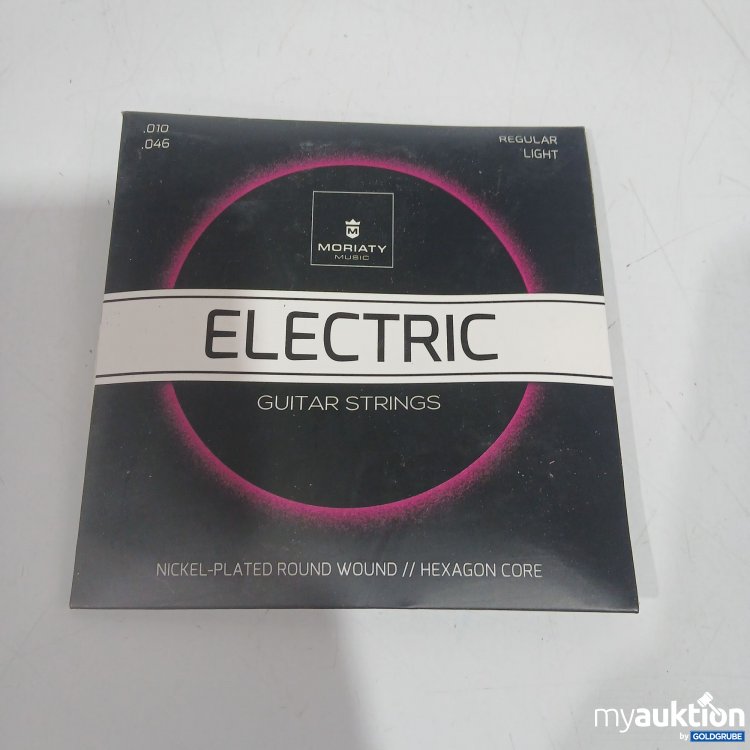 .010
.046
REGULAR
LIGHT
M
MORIATY
MUSIC
ELECTRIC
GUITAR STRINGS
NICKEL-PLATED ROUND WOUND // HEXAGON CORE
myauktion
by GOLDGRUBE